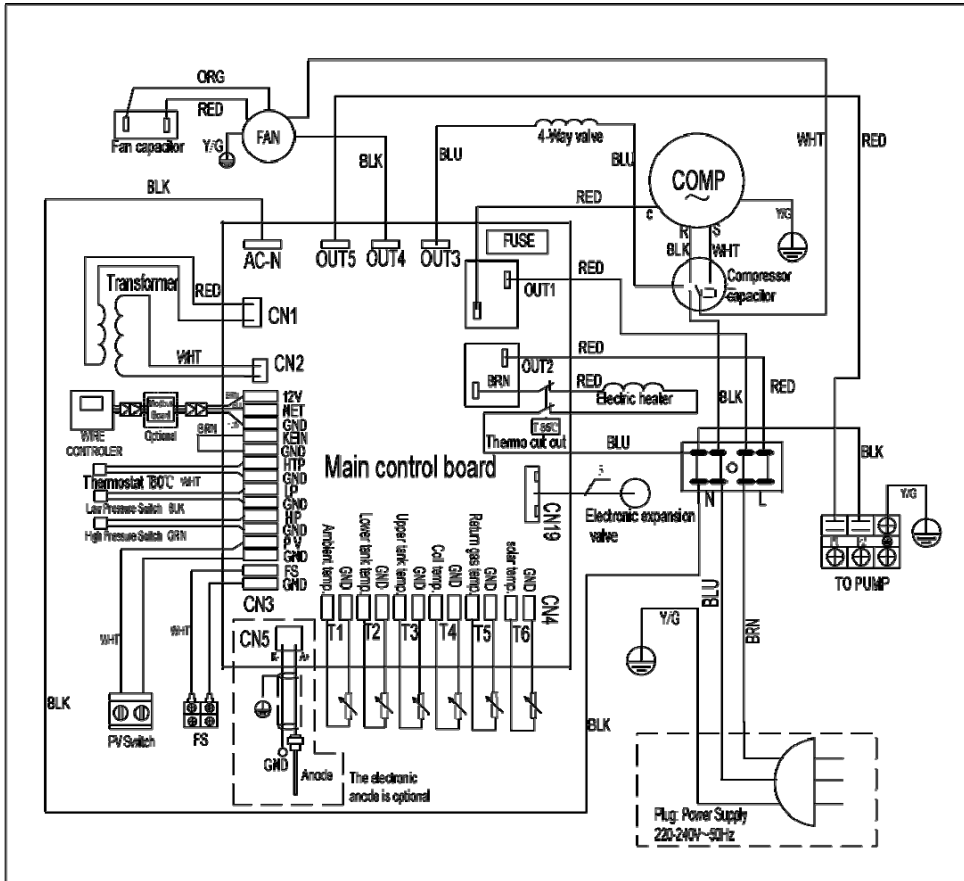 ORG
RED
Fan capacitor
Y/G
FAN
BLK
BLK
BLU
4-Way valve
BLU
COMP
~
C
R
S
BLK
WHT
Y/G
WHT
RED
RED
AC-N
OUT5
OUT4
OUT3
FUSE
OUT1
RED
Compressor
capacitor
Transformer
RED
CN1
WHT
CN2
OUT2
RED
BRN
RED
Electric heater
T 85℃
Thermo cut out
BLU
BLK
RED
BLK
12V
NET
GND
KEIN
GND
HTP
GND
LP
GND
HP
GND
PV
GND
FS
GND
CN3
WIRE
CONTROLER
Modbus
Board
Optional
BRN
Thermostat T80℃ WHT
Low Pressure Switch BLK
High Pressure Switch GRN
Main control board
CN19
Electronic expansion
valve
N
L
Y/G
TO PUMP
Ambient temp.
GND
Lower tank temp.
GND
Upper tank temp.
GND
Coil temp.
GND
Return gas temp.
GND
solar temp.
GND
CN4
T1
T2
T3
T4
T5
T6
CN5
WHT
WHT
PV Switch
FS
BLK
GND
Anode
The electronic
anode is optional
BLK
Y/G
BLU
BRN
Plug: Power Supply
220-240V~50Hz